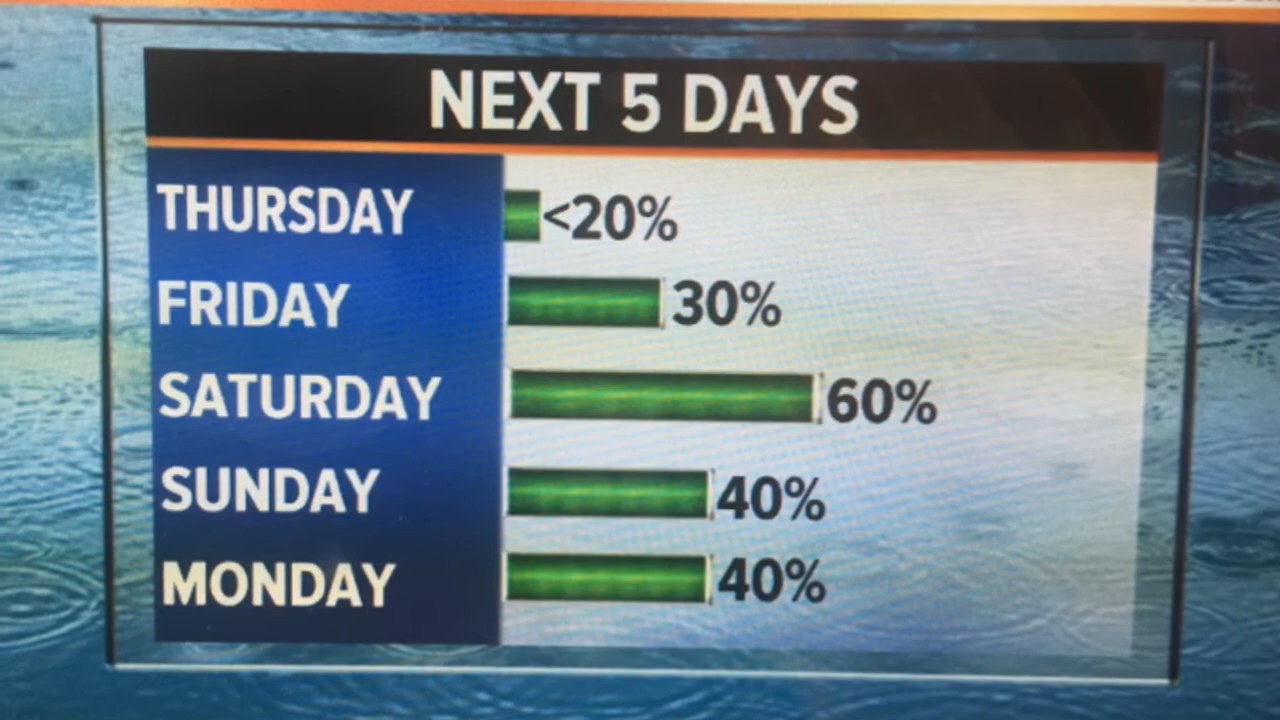 NEXT 5 DAYS
THURSDAY <20%
FRIDAY 30%
SATURDAY 60%
SUNDAY 40%
MONDAY 40%